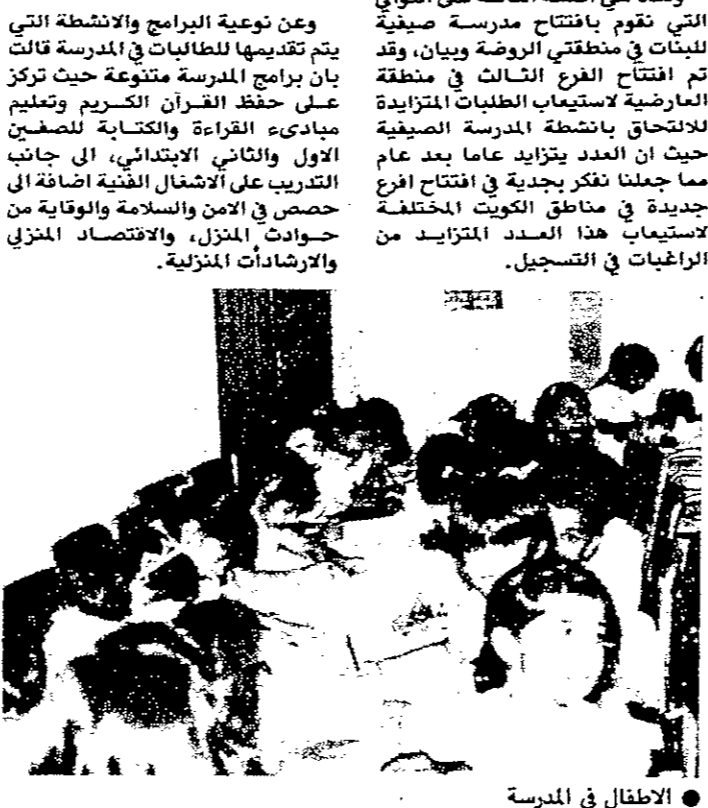 التي نقوم بافتتاح مدرسة صيفية
للبنات في منطقتي الروضة وبيان، وقد
تم افتتاح الفرع الثالث في منطقة
العارضية لاستيعاب الطلبات المتزايدة
للالتحاق بانشطة المدرسة الصيفية
حيث ان العدد يتزايد عاما بعد عام
مما جعلنا نفكر بجدية في افتتاح افرع
جديدة في مناطق الكويت المختلفة
لاستيعاب هذا العدد المتزايد من
الراغبات في التسجيل.
وعن نوعية البرامج والانشطة التي
يتم تقديمها للطالبات في المدرسة قالت
بان برامج المدرسة متنوعة حيث تركز
على حفظ القرآن الكريم وتعليم
مبادىء القراءة والكتابة للصفين
الاول والثاني الابتدائي، الى جانب
التدريب على الاشغال الفنية اضافة الى
حصص في الامن والسلامة والوقاية من
حوادث المنزل، والاقتصاد المنزلي
والارشادات المنزلية.
● الاطفال في المدرسة